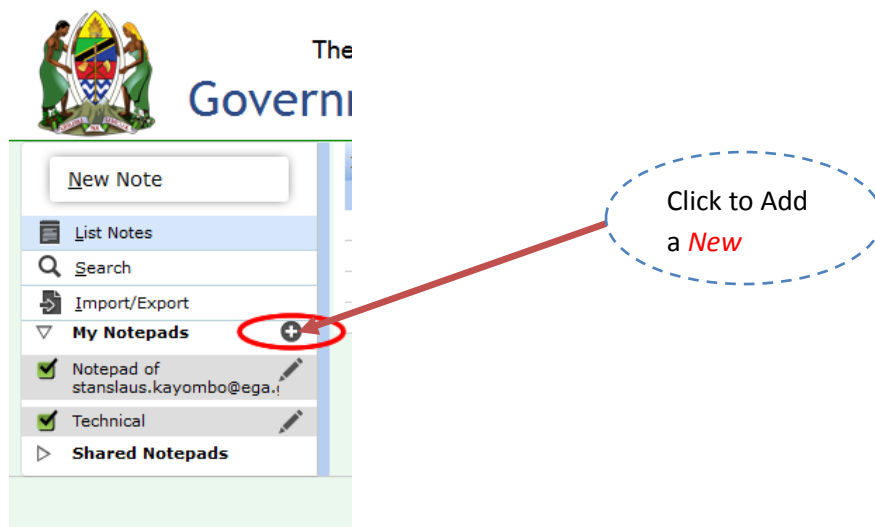 The
Govern
New Note
List Notes
Search
Import/Export
My Notepads
Notepad of
stanslaus.kayombo@ega.g
Technical
Shared Notepads
Click to Add
a New